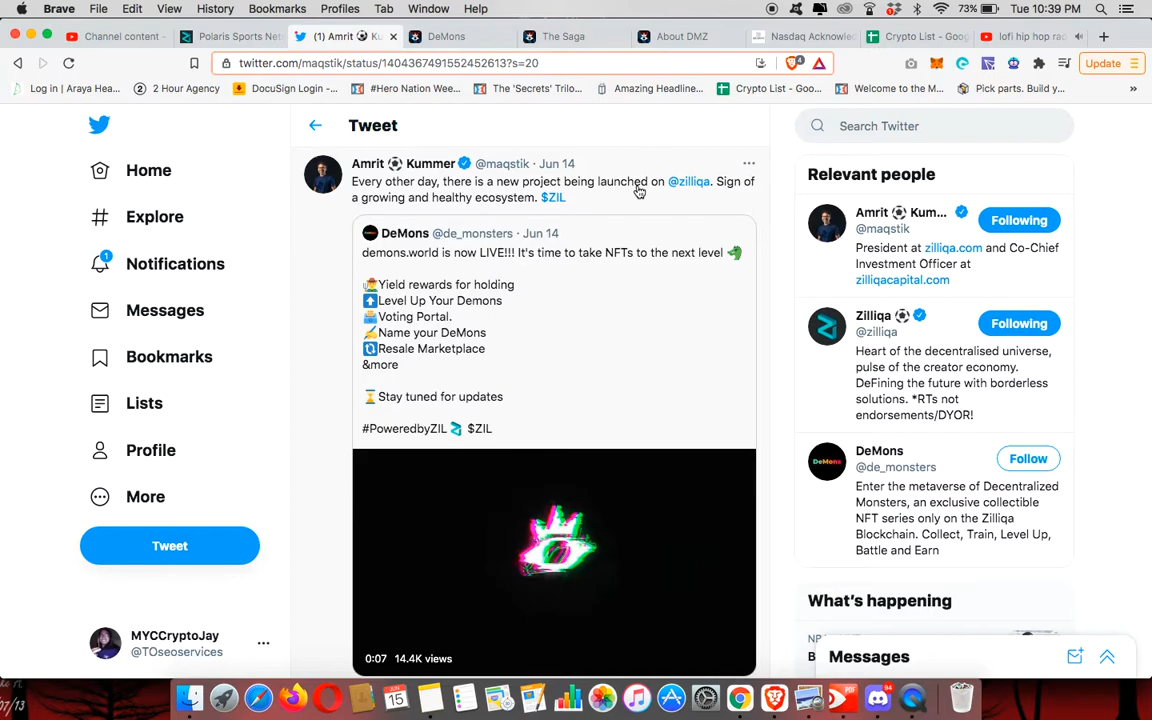 Brave File Edit View History Bookmarks Profiles Tab Window Help 73% Tue 10:39 PM
Channel content - Polaris Sports Net (1) Amrit ⚽ Ku DeMons The Saga About DMZ Nasdaq Acknowled Crypto List - Goog lofi hip hop rad
twitter.com/maqstik/status/1404367491552452613?s=20 4 Update
Log in | Araya Hea... 2 Hour Agency DocuSign Login -... #Hero Nation Wee... The 'Secrets' Trilo... Amazing Headline... Crypto List - Goo... Welcome to the M... Pick parts. Build y... »
Home
Explore
1
Notifications
Messages
Bookmarks
Lists
Profile
More
Tweet
MYCCryptoJay
@TOseoservices
Tweet
Amrit ⚽ Kummer @maqstik · Jun 14
Every other day, there is a new project being launched on @zilliqa. Sign of
a growing and healthy ecosystem. $ZIL
DeMons @de_monsters · Jun 14
demons.world is now LIVE!!! It's time to take NFTs to the next level
Yield rewards for holding
Level Up Your Demons
Voting Portal.
Name your DeMons
Resale Marketplace
&more
Stay tuned for updates
#PoweredbyZIL $ZIL
0:07 14.4K views
Search Twitter
Relevant people
Amrit ⚽ Kum...
@maqstik
Following
President at zilliqa.com and Co-Chief
Investment Officer at
zilliqacapital.com
Zilliqa ⚽
@zilliqa
Following
Heart of the decentralised universe,
pulse of the creator economy.
DeFining the future with borderless
solutions. *RTs not
endorsements/DYOR!
DeMons
DeMons
@de_monsters
Follow
Enter the metaverse of Decentralized
Monsters, an exclusive collectible
NFT series only on the Zilliqa
Blockchain. Collect, Train, Level Up,
Battle and Earn
What's happening
Messages
JUN
15
94
PDF
07/13